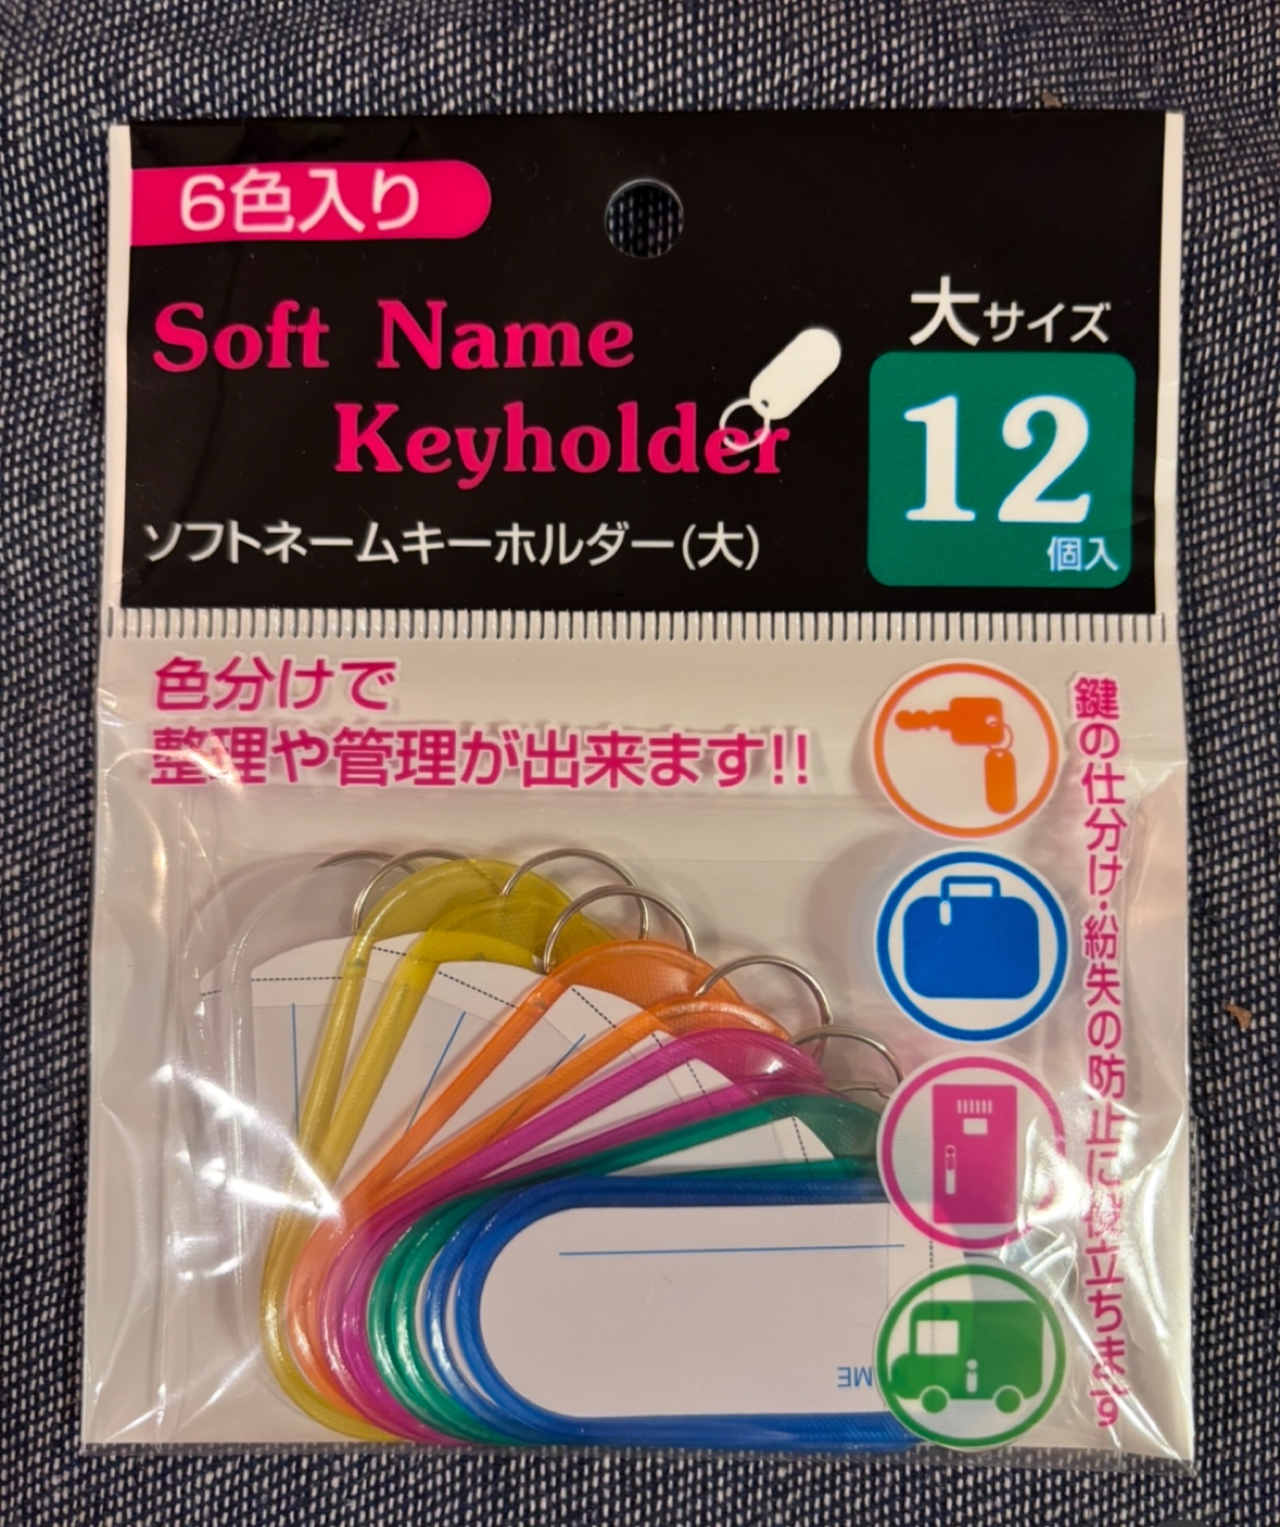 6色入り
Soft Name
Keyholder
ソフトネームキーホルダー(大)
大サイズ
12
個入
色分けで
整理や管理が出来ます!!
鍵の仕分け・紛失の防止に役立ちます
ME